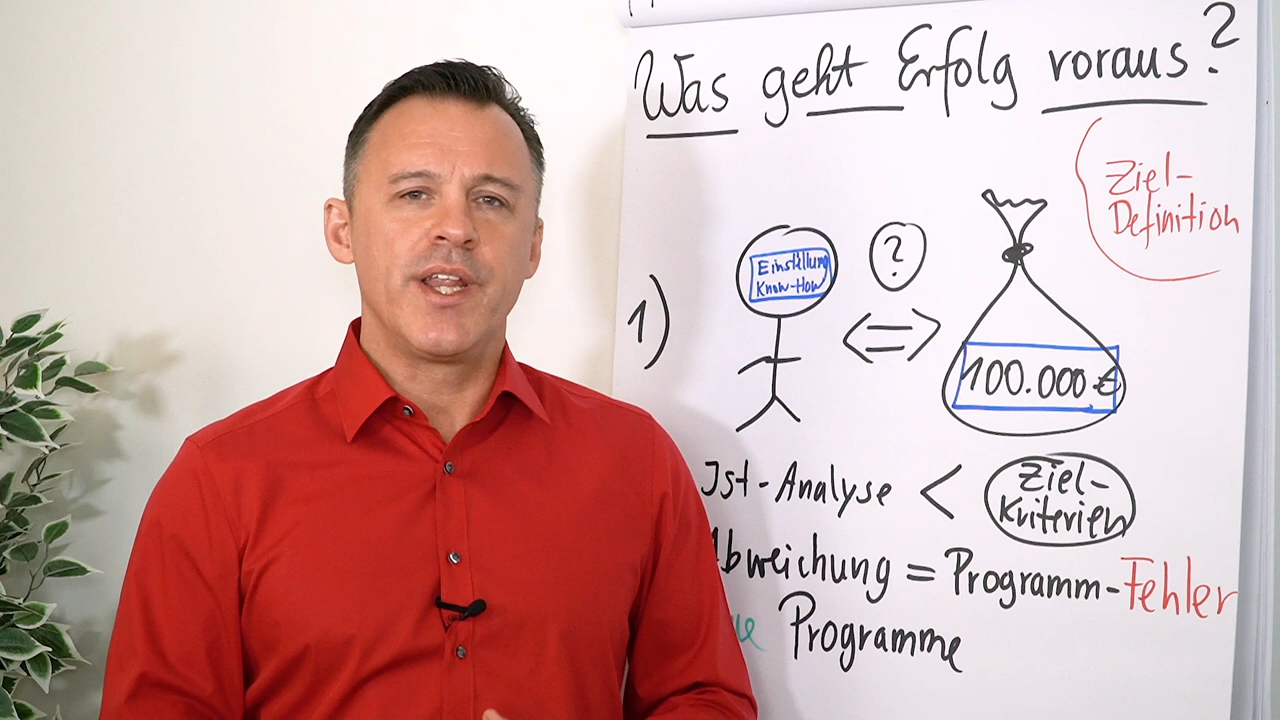 Was geht Erfolg voraus?
Ziel-
Definition
1)
Einstellung
Know-How
?
<=>
100.000 €
Ist-Analyse < Ziel-
Kriterien
Abweichung = Programm-Fehler
Programme